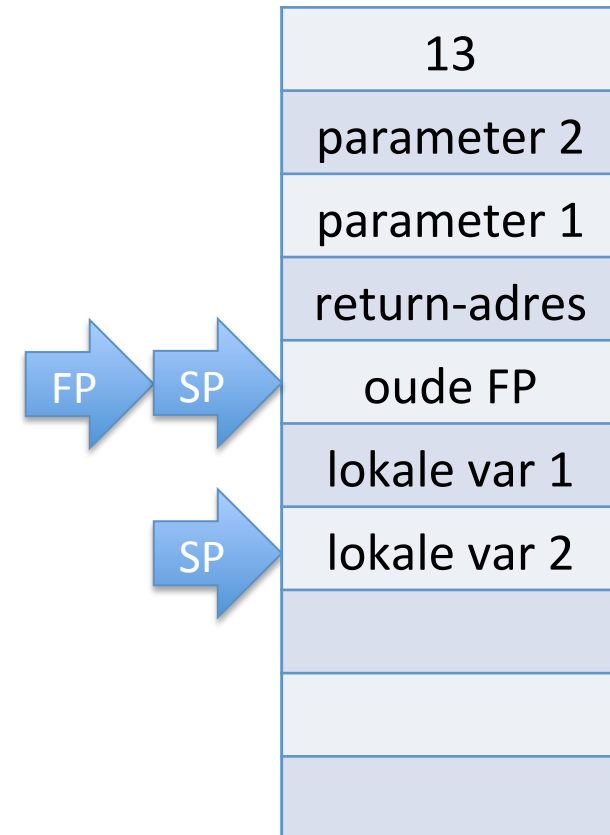 13
parameter 2
parameter 1
return-adres
FP SP oude FP
lokale var 1
SP lokale var 2